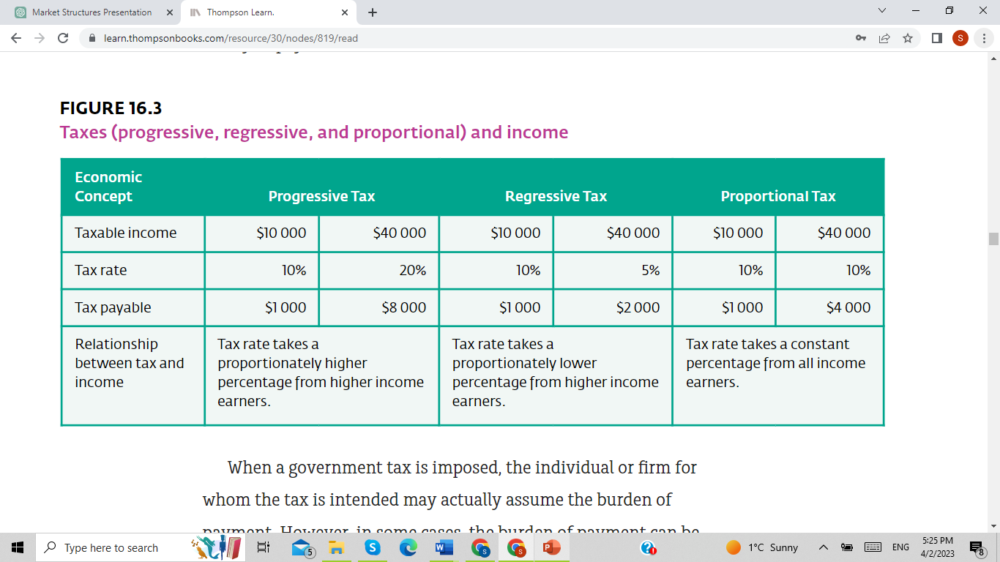 Market Structures Presentation
Thompson Learn.
learn.thompsonbooks.com/resource/30/nodes/819/read
S
FIGURE 16.3
Taxes (progressive, regressive, and proportional) and income
Economic
Concept Progressive Tax Regressive Tax Proportional Tax
Taxable income $10 000 $40 000 $10 000 $40 000 $10 000 $40 000
Tax rate 10% 20% 10% 5% 10% 10%
Tax payable $1 000 $8 000 $1 000 $2 000 $1 000 $4 000
Relationship
between tax and
income
Tax rate takes a
proportionately higher
percentage from higher income
earners.
Tax rate takes a
proportionately lower
percentage from higher income
earners.
Tax rate takes a constant
percentage from all income
earners.
When a government tax is imposed, the individual or firm for
whom the tax is intended may actually assume the burden of
payment. However, in some cases, the burden of payment can be
Type here to search
5
S
W
S
S
P
?
1°C Sunny
ENG
5:25 PM
4/2/2023
8